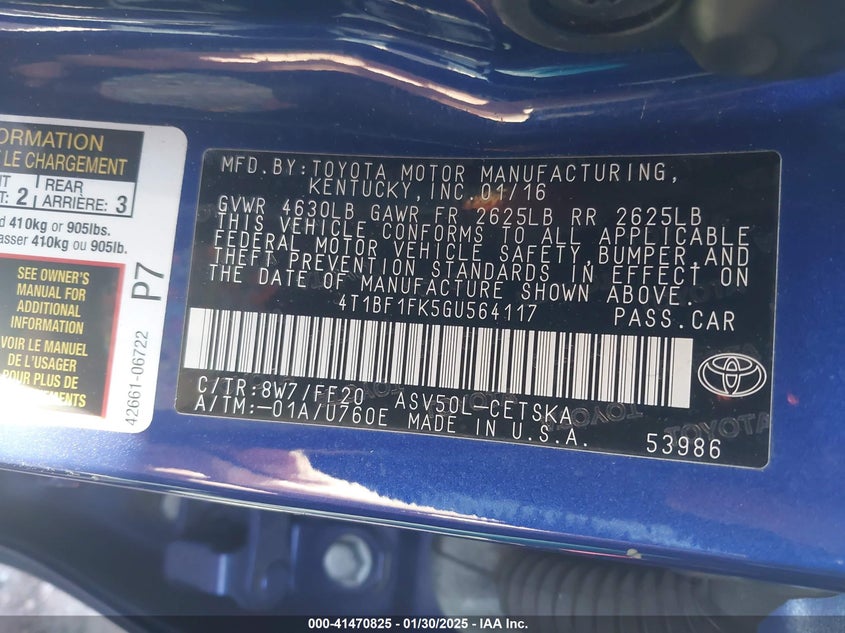 ORMATION
LE CHARGEMENT
NT 2 REAR
T: ARRIÈRE: 3
d 410kg or 905lbs.
asser 410kg ou 905lb.
SEE OWNER'S
MANUAL FOR
ADDITIONAL
INFORMATION
VOIR LE MANUEL
DE L'USAGER
POUR PLUS DE
P7
42661-06722
MFD.BY:TOYOTA MOTOR MANUFACTURING,
KENTUCKY,INC. 01/16
GVWR 4630LB GAWR FR 2625LB RR 2625LB
THIS VEHICLE CONFORMS TO ALL APPLICABLE
FEDERAL MOTOR VEHICLE SAFETY,BUMPER,AND
THEFT PREVENTION STANDARDS IN EFFECT ON
THE DATE OF MANUFACTURE SHOWN ABOVE.
4T1BF1FK5GU564117 PASS.CAR
C/TR:8W7/FF20 ASV50L-CETSKA
A/TM:-01A/U760E MADE IN U.S.A.
53986
000-41470825 - 01/30/2025 - IAA Inc.